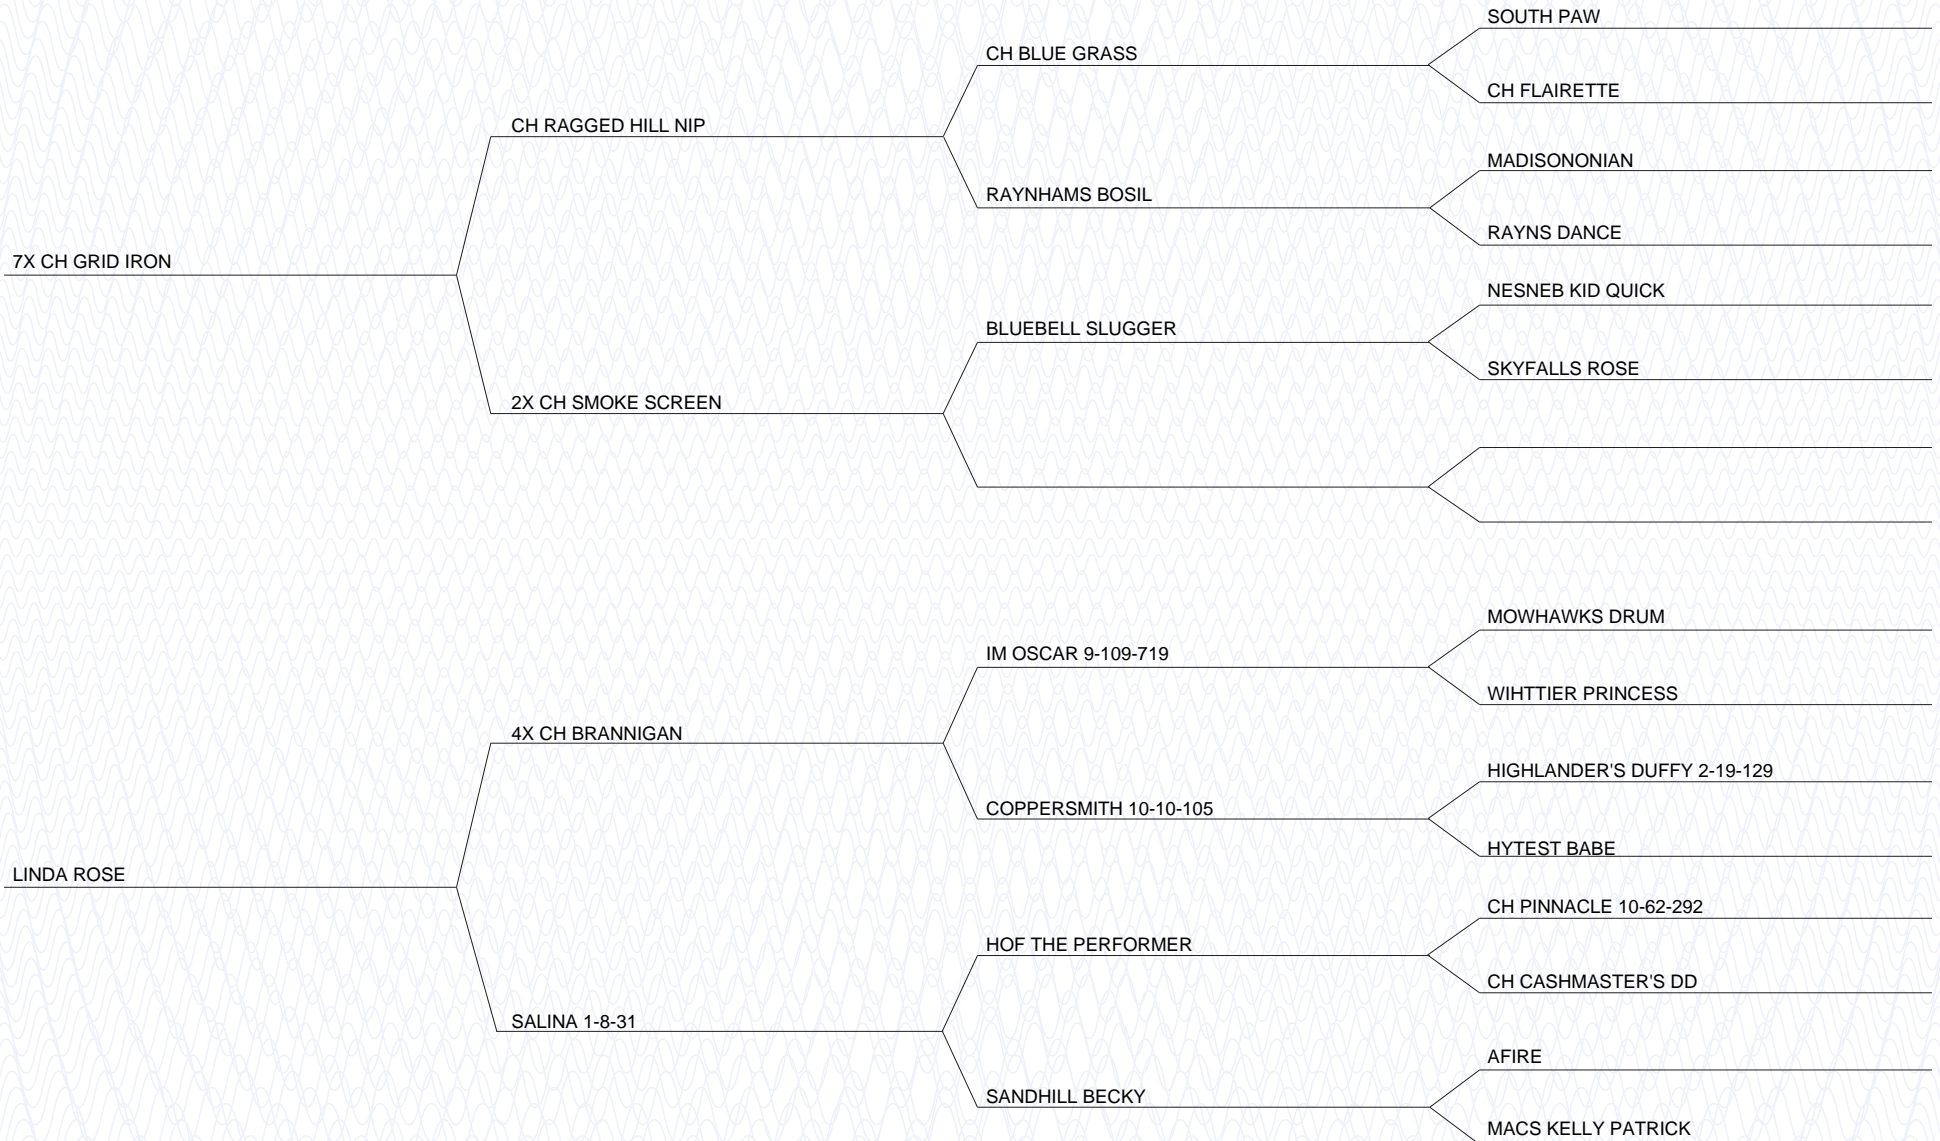 SOUTH PAW
CH BLUE GRASS
CH FLAIRETTE
CH RAGGED HILL NIP
MADISONONIAN
RAYNHAMS BOSIL
RAYNS DANCE
7X CH GRID IRON
NESNEB KID QUICK
BLUEBELL SLUGGER
SKYFALLS ROSE
2X CH SMOKE SCREEN
MOWHAWKS DRUM
IM OSCAR 9-109-719
WIHTTIER PRINCESS
4X CH BRANNIGAN
HIGHLANDER'S DUFFY 2-19-129
COPPERSMITH 10-10-105
HYTEST BABE
LINDA ROSE
CH PINNACLE 10-62-292
HOF THE PERFORMER
CH CASHMASTER'S DD
SALINA 1-8-31
AFIRE
SANDHILL BECKY
MACS KELLY PATRICK